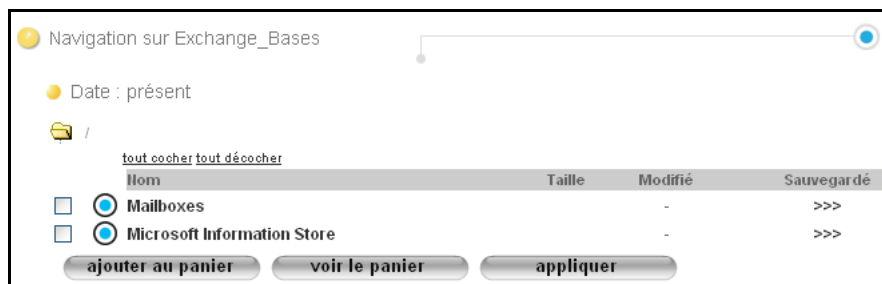 Navigation sur Exchange_Bases
Date : présent
/
tout cocher tout décocher
Nom Taille Modifié Sauvegardé
Mailboxes - >>>
Microsoft Information Store - >>>
ajouter au panier voir le panier appliquer